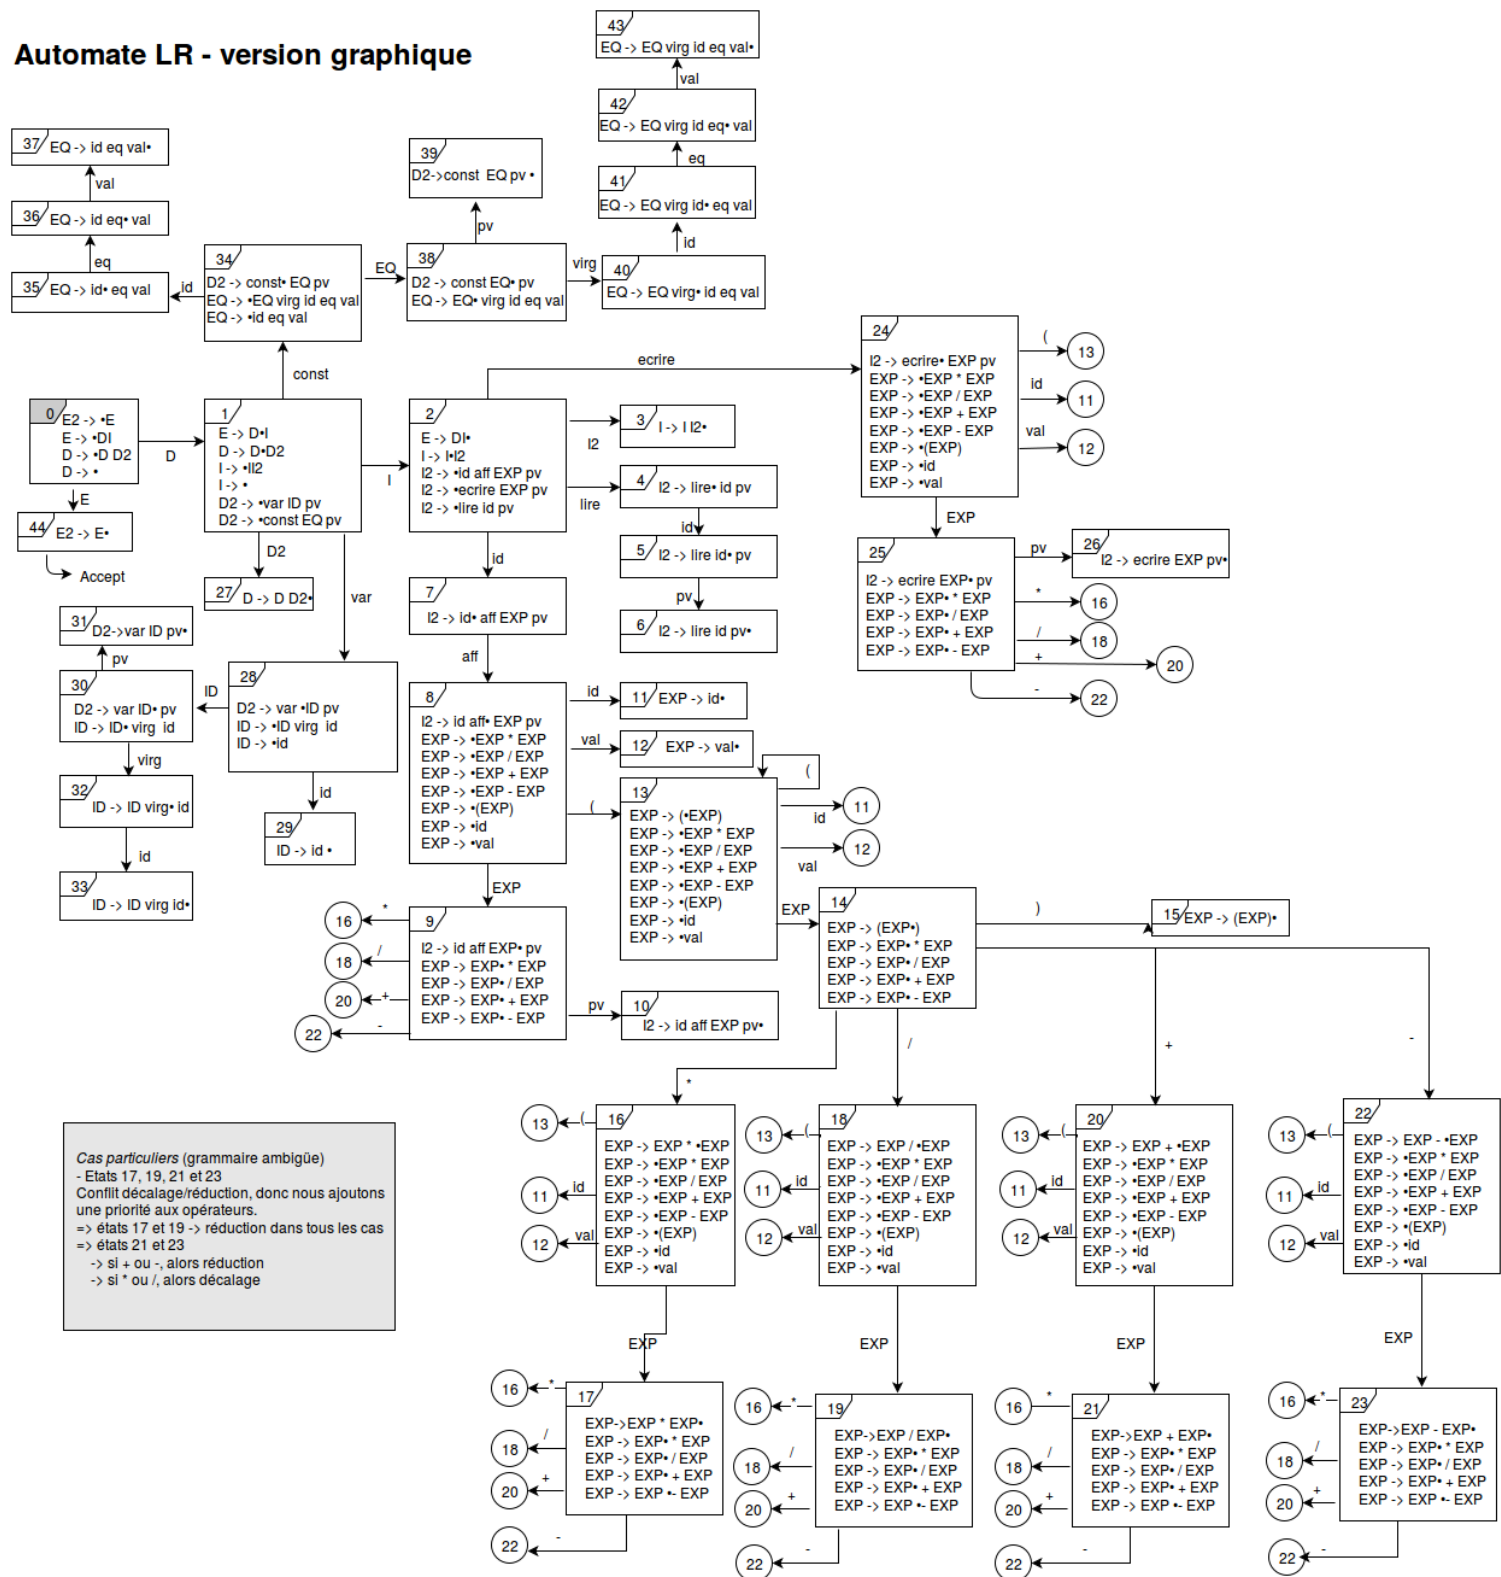 Automate LR - version graphique
43
EQ -> EQ virg id eq val•
val
42
EQ -> EQ virg id eq• val
eq
41
EQ -> EQ virg id• eq val
id
40
EQ -> EQ virg• id eq val
virg
39
D2->const EQ pv •
pv
38
D2 -> const EQ• pv
EQ -> EQ• virg id eq val
EQ
37
EQ -> id eq val•
val
36
EQ -> id eq• val
eq
35
EQ -> id• eq val
id
34
D2 -> const• EQ pv
EQ -> •EQ virg id eq val
EQ -> •id eq val
const
0
E2 -> •E
E -> •DI
D -> •D D2
D -> •
D
E
44
E2 -> E•
Accept
1
E -> D•I
D -> D•D2
I -> •II2
I -> •
D2 -> •var ID pv
D2 -> •const EQ pv
I
D2
27
D -> D D2•
var
2
E -> DI•
I -> I•I2
I2 -> •id aff EXP pv
I2 -> •ecrire EXP pv
I2 -> •lire id pv
ecrire
I2
3
I -> I I2•
lire
4
I2 -> lire• id pv
id
5
I2 -> lire id• pv
pv
6
I2 -> lire id pv•
id
7
I2 -> id• aff EXP pv
aff
24
I2 -> ecrire• EXP pv
EXP -> •EXP * EXP
EXP -> •EXP / EXP
EXP -> •EXP + EXP
EXP -> •EXP - EXP
EXP -> •(EXP)
EXP -> •id
EXP -> •val
(
13
id
11
val
12
EXP
25
I2 -> ecrire EXP• pv
EXP -> EXP• * EXP
EXP -> EXP• / EXP
EXP -> EXP• + EXP
EXP -> EXP• - EXP
pv
26
I2 -> ecrire EXP pv•
*
16
/
18
+
20
-
22
31
D2->var ID pv•
pv
30
D2 -> var ID• pv
ID -> ID• virg id
ID
28
D2 -> var •ID pv
ID -> •ID virg id
ID -> •id
virg
32
ID -> ID virg• id
id
33
ID -> ID virg id•
id
29
ID -> id •
8
I2 -> id aff• EXP pv
EXP -> •EXP * EXP
EXP -> •EXP / EXP
EXP -> •EXP + EXP
EXP -> •EXP - EXP
EXP -> •(EXP)
EXP -> •id
EXP -> •val
id
11
EXP -> id•
val
12
EXP -> val•
(
13
EXP -> (•EXP)
EXP -> •EXP * EXP
EXP -> •EXP / EXP
EXP -> •EXP + EXP
EXP -> •EXP - EXP
EXP -> •(EXP)
EXP -> •id
EXP -> •val
(
11
id
12
val
EXP
EXP
9
I2 -> id aff EXP• pv
EXP -> EXP• * EXP
EXP -> EXP• / EXP
EXP -> EXP• + EXP
EXP -> EXP• - EXP
16
*
18
/
20
+
22
-
pv
10
I2 -> id aff EXP pv•
14
EXP -> (EXP•)
EXP -> EXP• * EXP
EXP -> EXP• / EXP
EXP -> EXP• + EXP
EXP -> EXP• - EXP
)
15
EXP -> (EXP)•
*
/
+
-
Cas particuliers (grammaire ambigüe)
- Etats 17, 19, 21 et 23
Conflit décalage/réduction, donc nous ajoutons
une priorité aux opérateurs.
=> états 17 et 19 -> réduction dans tous les cas
=> états 21 et 23
-> si + ou -, alors réduction
-> si * ou /, alors décalage
16
EXP -> EXP * •EXP
EXP -> •EXP * EXP
EXP -> •EXP / EXP
EXP -> •EXP + EXP
EXP -> •EXP - EXP
EXP -> •(EXP)
EXP -> •id
EXP -> •val
13
(
11
id
12
val
EXP
18
EXP -> EXP / •EXP
EXP -> •EXP * EXP
EXP -> •EXP / EXP
EXP -> •EXP + EXP
EXP -> •EXP - EXP
EXP -> •(EXP)
EXP -> •id
EXP -> •val
13
(
11
id
12
val
EXP
20
EXP -> EXP + •EXP
EXP -> •EXP * EXP
EXP -> •EXP / EXP
EXP -> •EXP + EXP
EXP -> •EXP - EXP
EXP -> •(EXP)
EXP -> •id
EXP -> •val
13
(
11
id
12
val
EXP
22
EXP -> EXP - •EXP
EXP -> •EXP * EXP
EXP -> •EXP / EXP
EXP -> •EXP + EXP
EXP -> •EXP - EXP
EXP -> •(EXP)
EXP -> •id
EXP -> •val
13
(
11
id
12
val
EXP
17
EXP->EXP * EXP•
EXP -> EXP• * EXP
EXP -> EXP• / EXP
EXP -> EXP• + EXP
EXP -> EXP •- EXP
16
*
18
/
20
+
22
-
19
EXP->EXP / EXP•
EXP -> EXP• * EXP
EXP -> EXP• / EXP
EXP -> EXP• + EXP
EXP -> EXP •- EXP
16
*
18
/
20
+
22
-
21
EXP->EXP + EXP•
EXP -> EXP• * EXP
EXP -> EXP• / EXP
EXP -> EXP• + EXP
EXP -> EXP •- EXP
16
*
18
/
20
+
22
-
23
EXP->EXP - EXP•
EXP -> EXP• * EXP
EXP -> EXP• / EXP
EXP -> EXP• + EXP
EXP -> EXP •- EXP
16
*
18
/
20
+
22
-